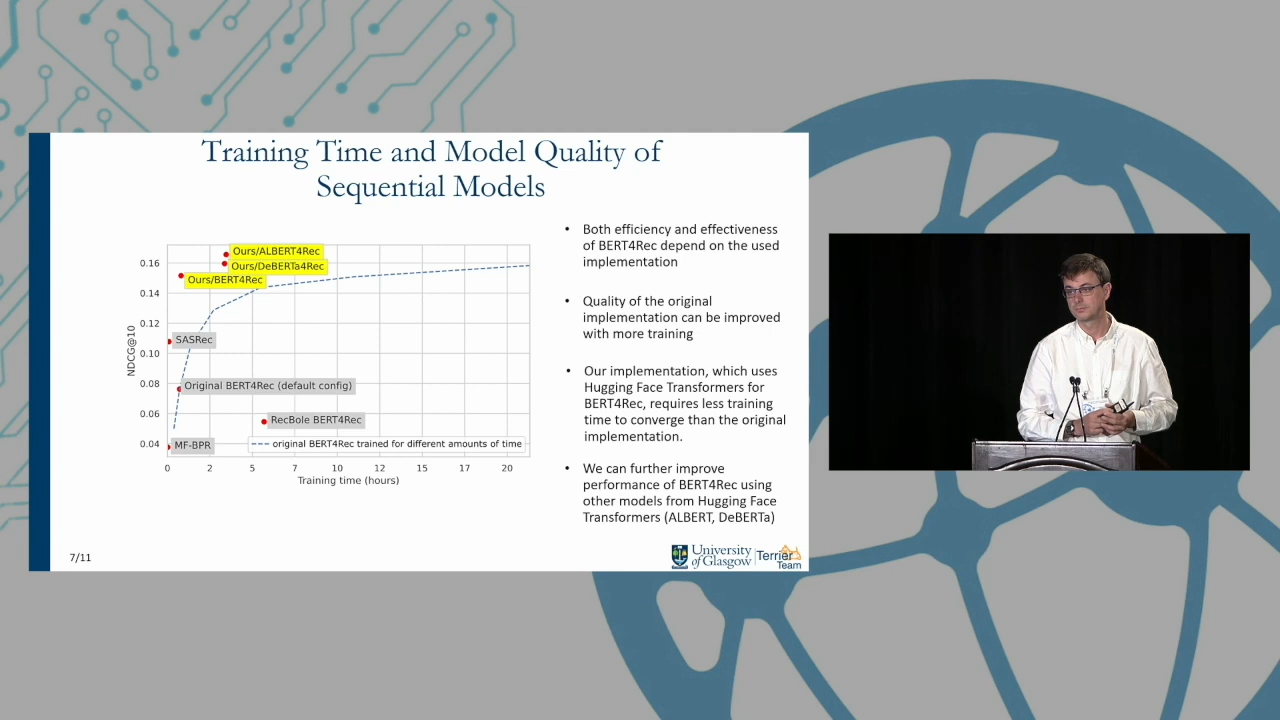 Training Time and Model Quality of
Sequential Models
NDCG@10
0.16
0.14
0.12
0.10
0.08
0.06
0.04
Ours/ALBERT4Rec
Ours/DeBERTa4Rec
Ours/BERT4Rec
SASRec
Original BERT4Rec (default config)
RecBole BERT4Rec
MF-BPR
original BERT4Rec trained for different amounts of time
0 2 5 7 10 12 15 17 20
Training time (hours)
• Both efficiency and effectiveness
of BERT4Rec depend on the used
implementation
• Quality of the original
implementation can be improved
with more training
• Our implementation, which uses
Hugging Face Transformers for
BERT4Rec, requires less training
time to converge than the original
implementation.
• We can further improve
performance of BERT4Rec using
other models from Hugging Face
Transformers (ALBERT, DeBERTa)
7/11
University
of Glasgow
Terrier
Team